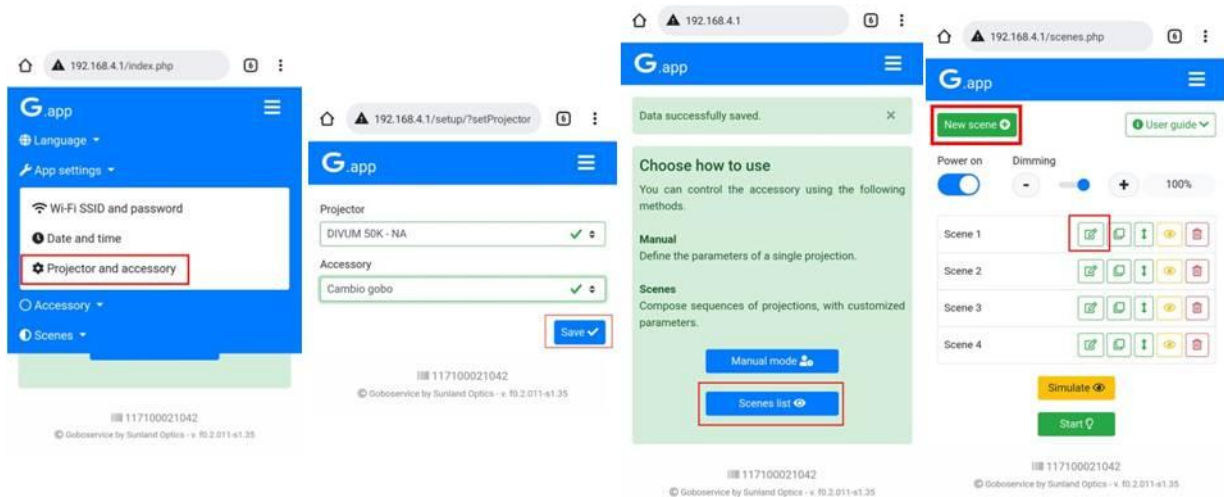 192.168.4.1/index.php
6
G.app
Language
App settings
Wi-Fi SSID and password
Date and time
Projector and accessory
Accessory
Scenes
117100021042
© Goboservice by Sunland Optics - v. f0.2.011-s1.35
192.168.4.1/setup/?setProjector
6
G.app
Projector
DIVUM 50K - NA
Accessory
Cambio gobo
Save
117100021042
© Goboservice by Sunland Optics - v. f0.2.011-s1.35
192.168.4.1
6
G.app
Data successfully saved.
Choose how to use
You can control the accessory using the following
methods.
Manual
Define the parameters of a single projection.
Scenes
Compose sequences of projections, with customized
parameters.
Manual mode
Scenes list
117100021042
© Goboservice by Sunland Optics - v. f0.2.011-s1.35
192.168.4.1/scenes.php
6
G.app
New scene
User guide
Power on Dimming
- + 100%
Scene 1
Scene 2
Scene 3
Scene 4
Simulate
Start
117100021042
© Goboservice by Sunland Optics - v. f0.2.011-s1.35